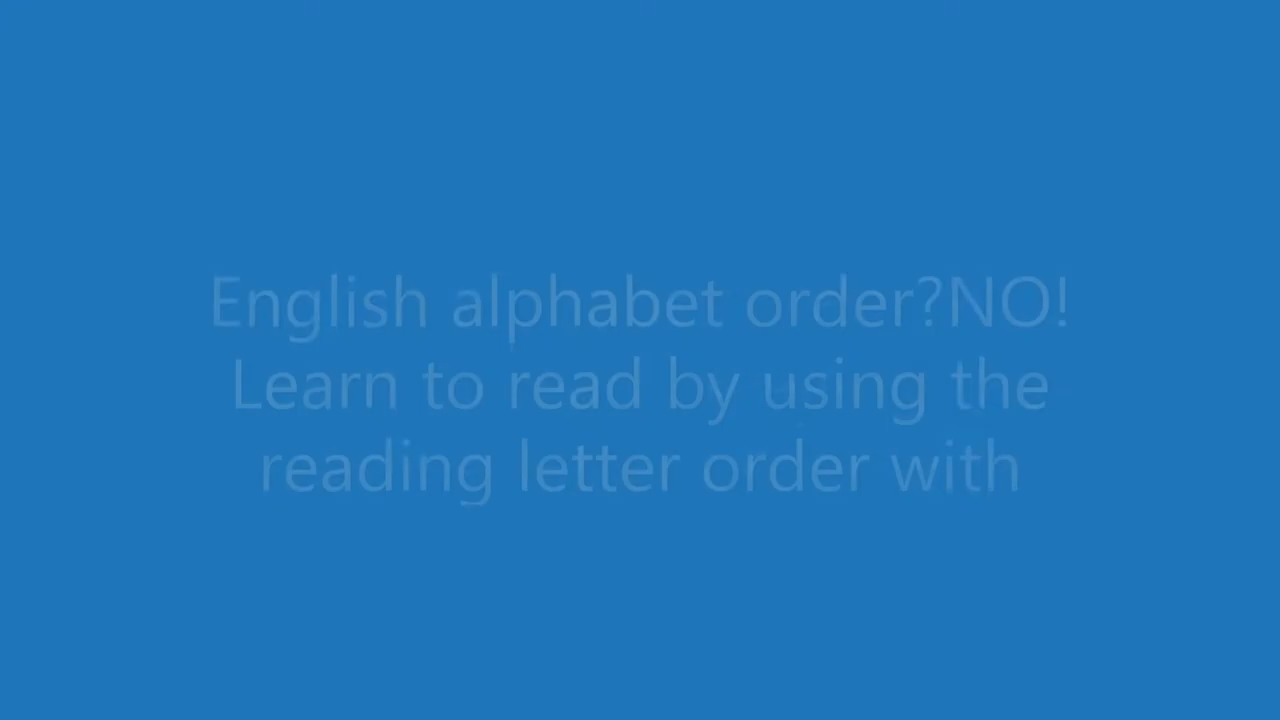 English alphabet order?NO!
Learn to read by using the
reading letter order with